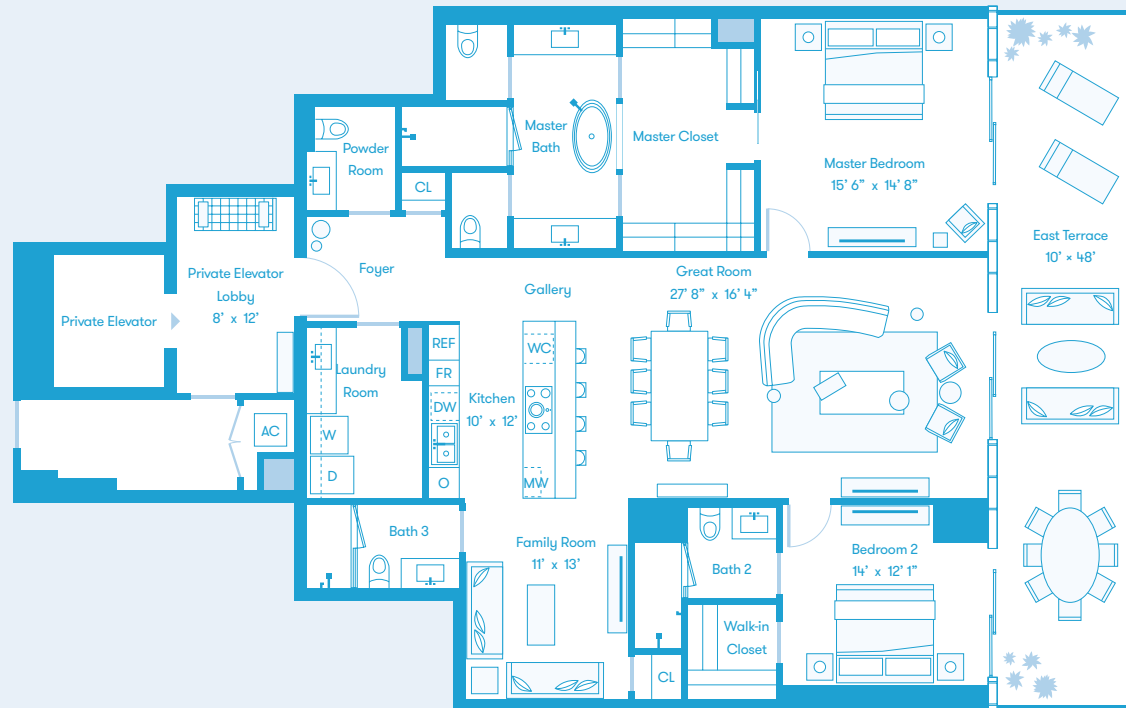 Master
Bath
Master Closet
Master Bedroom
15' 6" x 14' 8"
Powder
Room
CL
East Terrace
10' × 48'
Private Elevator
Lobby
8' x 12'
Foyer
Great Room
27' 8" x 16' 4"
Gallery
Private Elevator
Laundry
Room
REF
FR
DW
O
WC
MW
Kitchen
10' x 12'
AC
W
D
Bath 3
Family Room
11' x 13'
Bath 2
Bedroom 2
14' x 12' 1"
Walk-in
Closet
CL